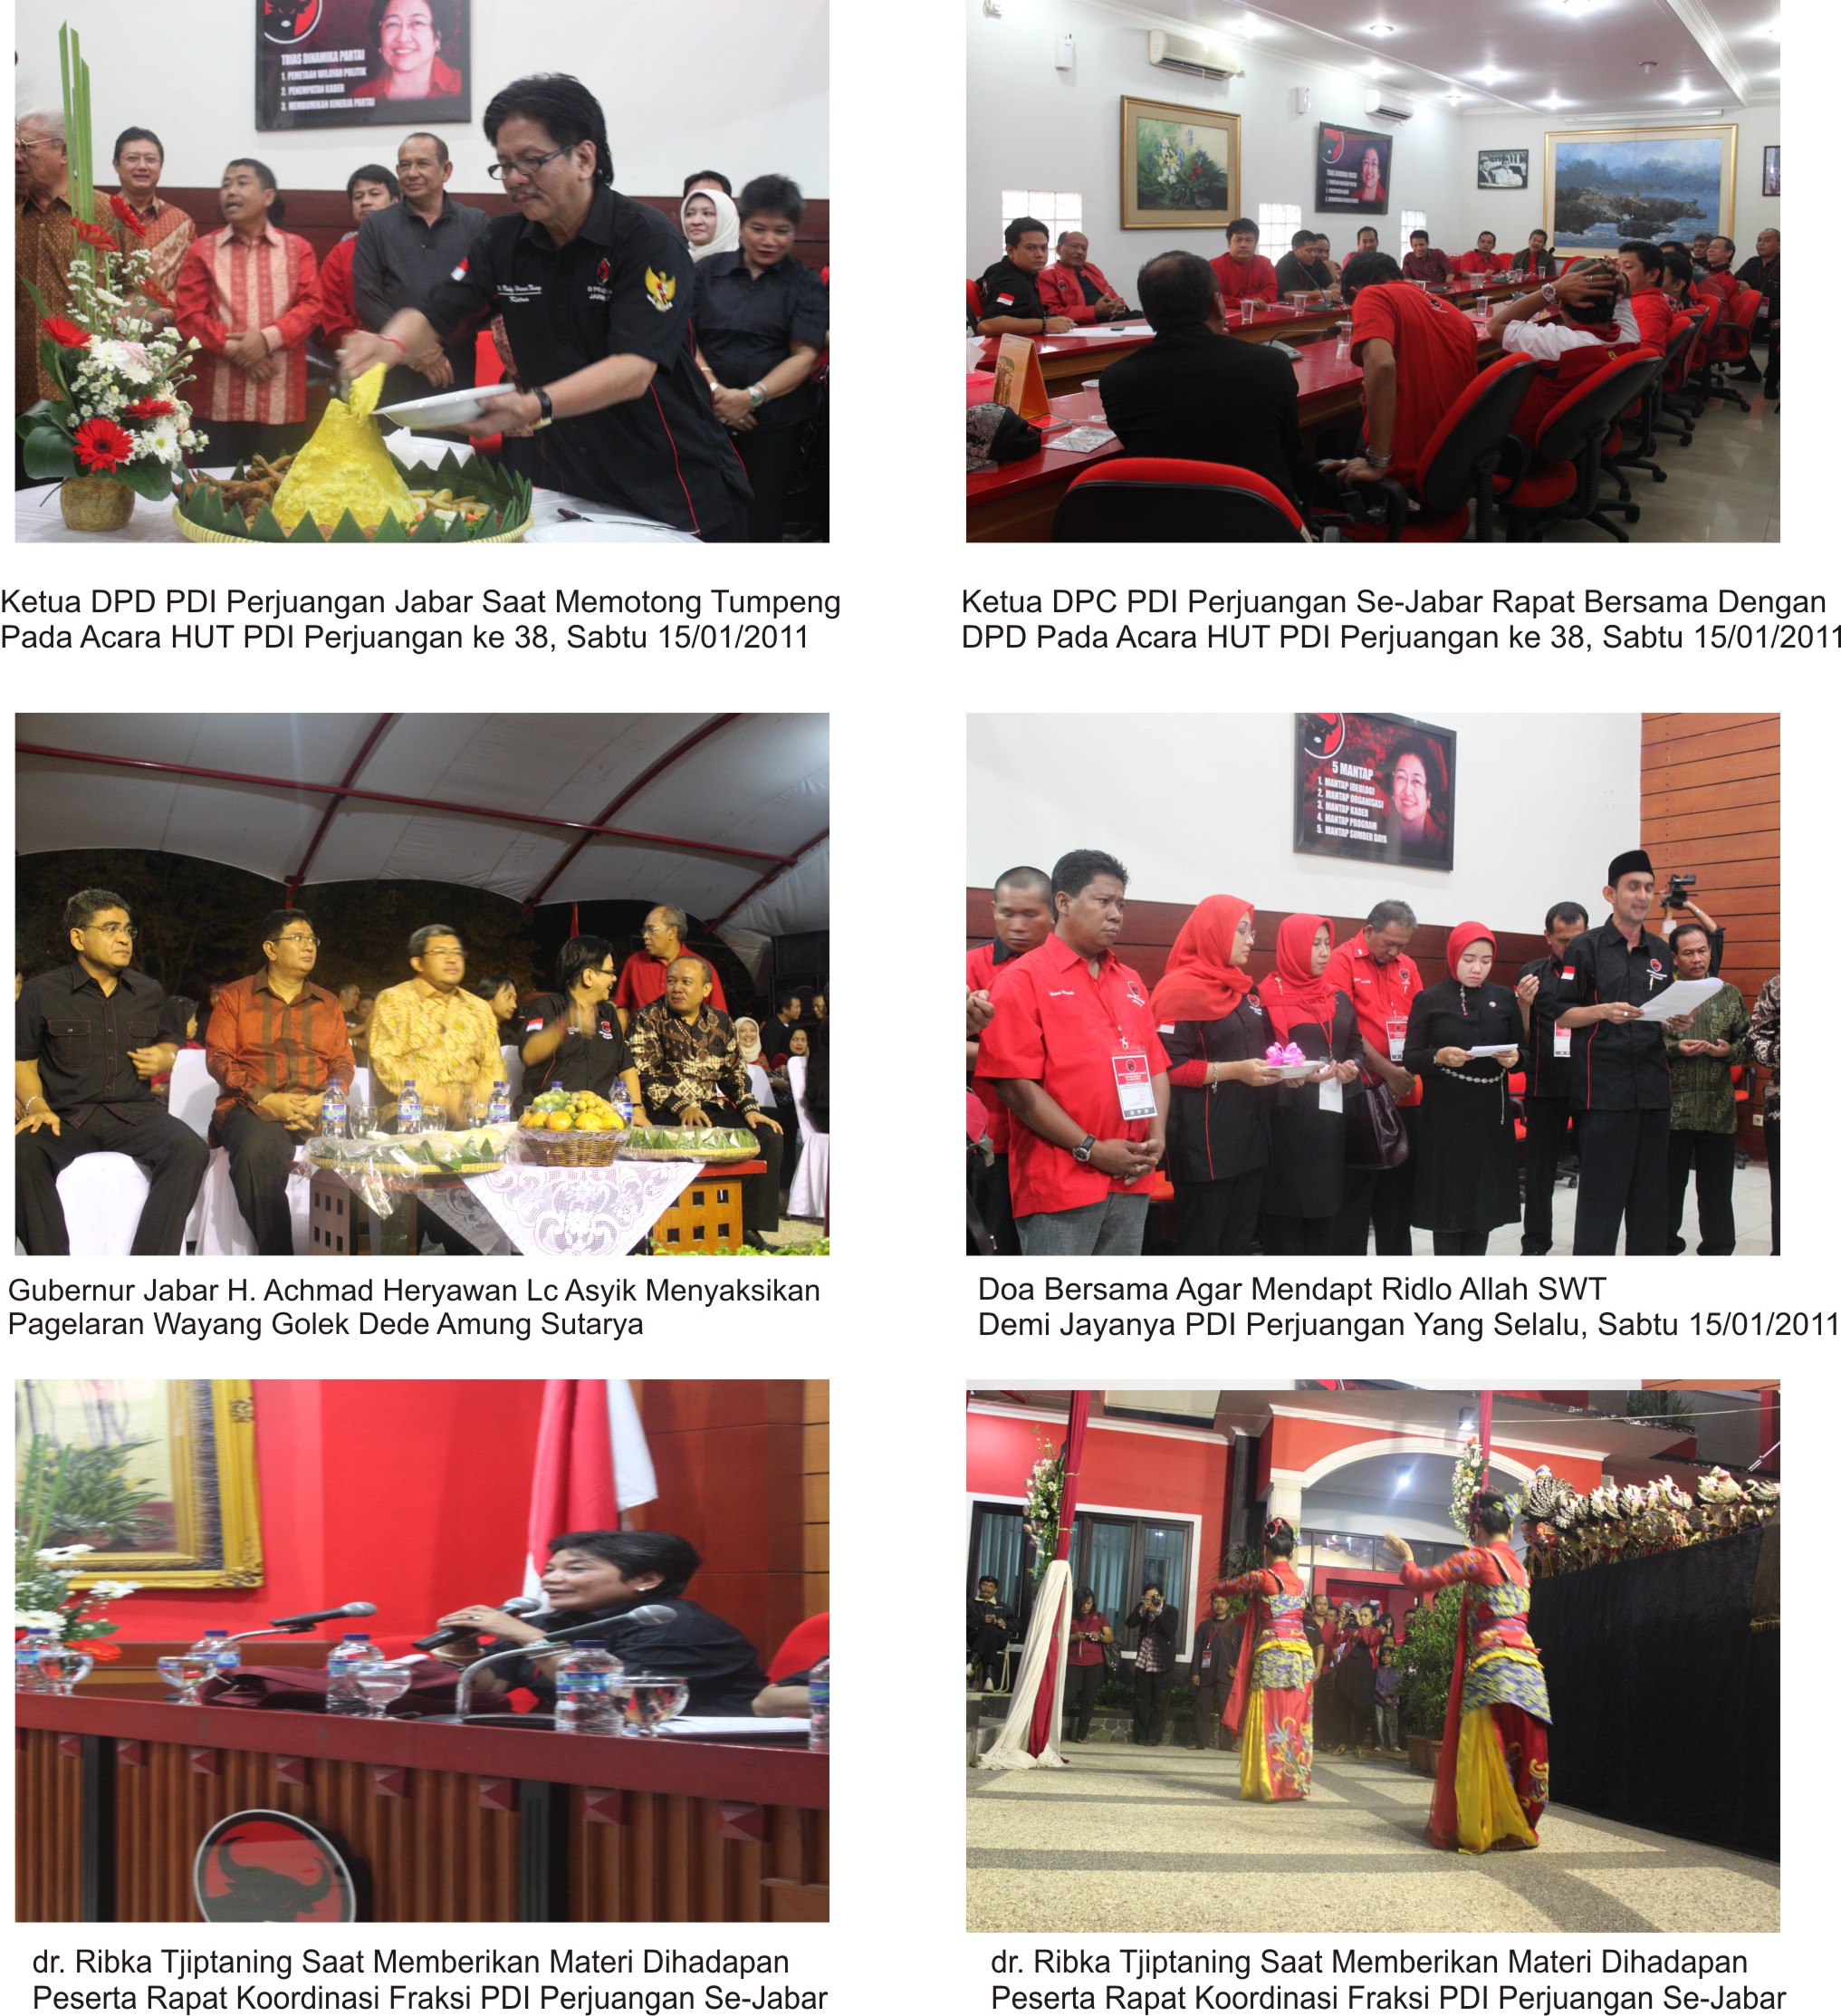 TRIAS DINAMIKA PARTAI
1. PEMETAAN WILAYAH POLITIK
2. PENEMPATAN KADER
3. MEMBUMIKAN KINERJA PARTAI
Ketua DPD PDI Perjuangan Jabar Saat Memotong Tumpeng
Pada Acara HUT PDI Perjuangan ke 38, Sabtu 15/01/2011
Ketua DPC PDI Perjuangan Se-Jabar Rapat Bersama Dengan
DPD Pada Acara HUT PDI Perjuangan ke 38, Sabtu 15/01/2011
5 MANTAP
1. MANTAP IDEOLOGI
2. MANTAP ORGANISASI
3. MANTAP KADER
4. MANTAP PROGRAM
5. MANTAP SUMBER DAYA
DPD
Gubernur Jabar H. Achmad Heryawan Lc Asyik Menyaksikan
Pagelaran Wayang Golek Dede Amung Sutarya
Doa Bersama Agar Mendapt Ridlo Allah SWT
Demi Jayanya PDI Perjuangan Yang Selalu, Sabtu 15/01/2011
dr. Ribka Tjiptaning Saat Memberikan Materi Dihadapan
Peserta Rapat Koordinasi Fraksi PDI Perjuangan Se-Jabar
dr. Ribka Tjiptaning Saat Memberikan Materi Dihadapan
Peserta Rapat Koordinasi Fraksi PDI Perjuangan Se-Jabar